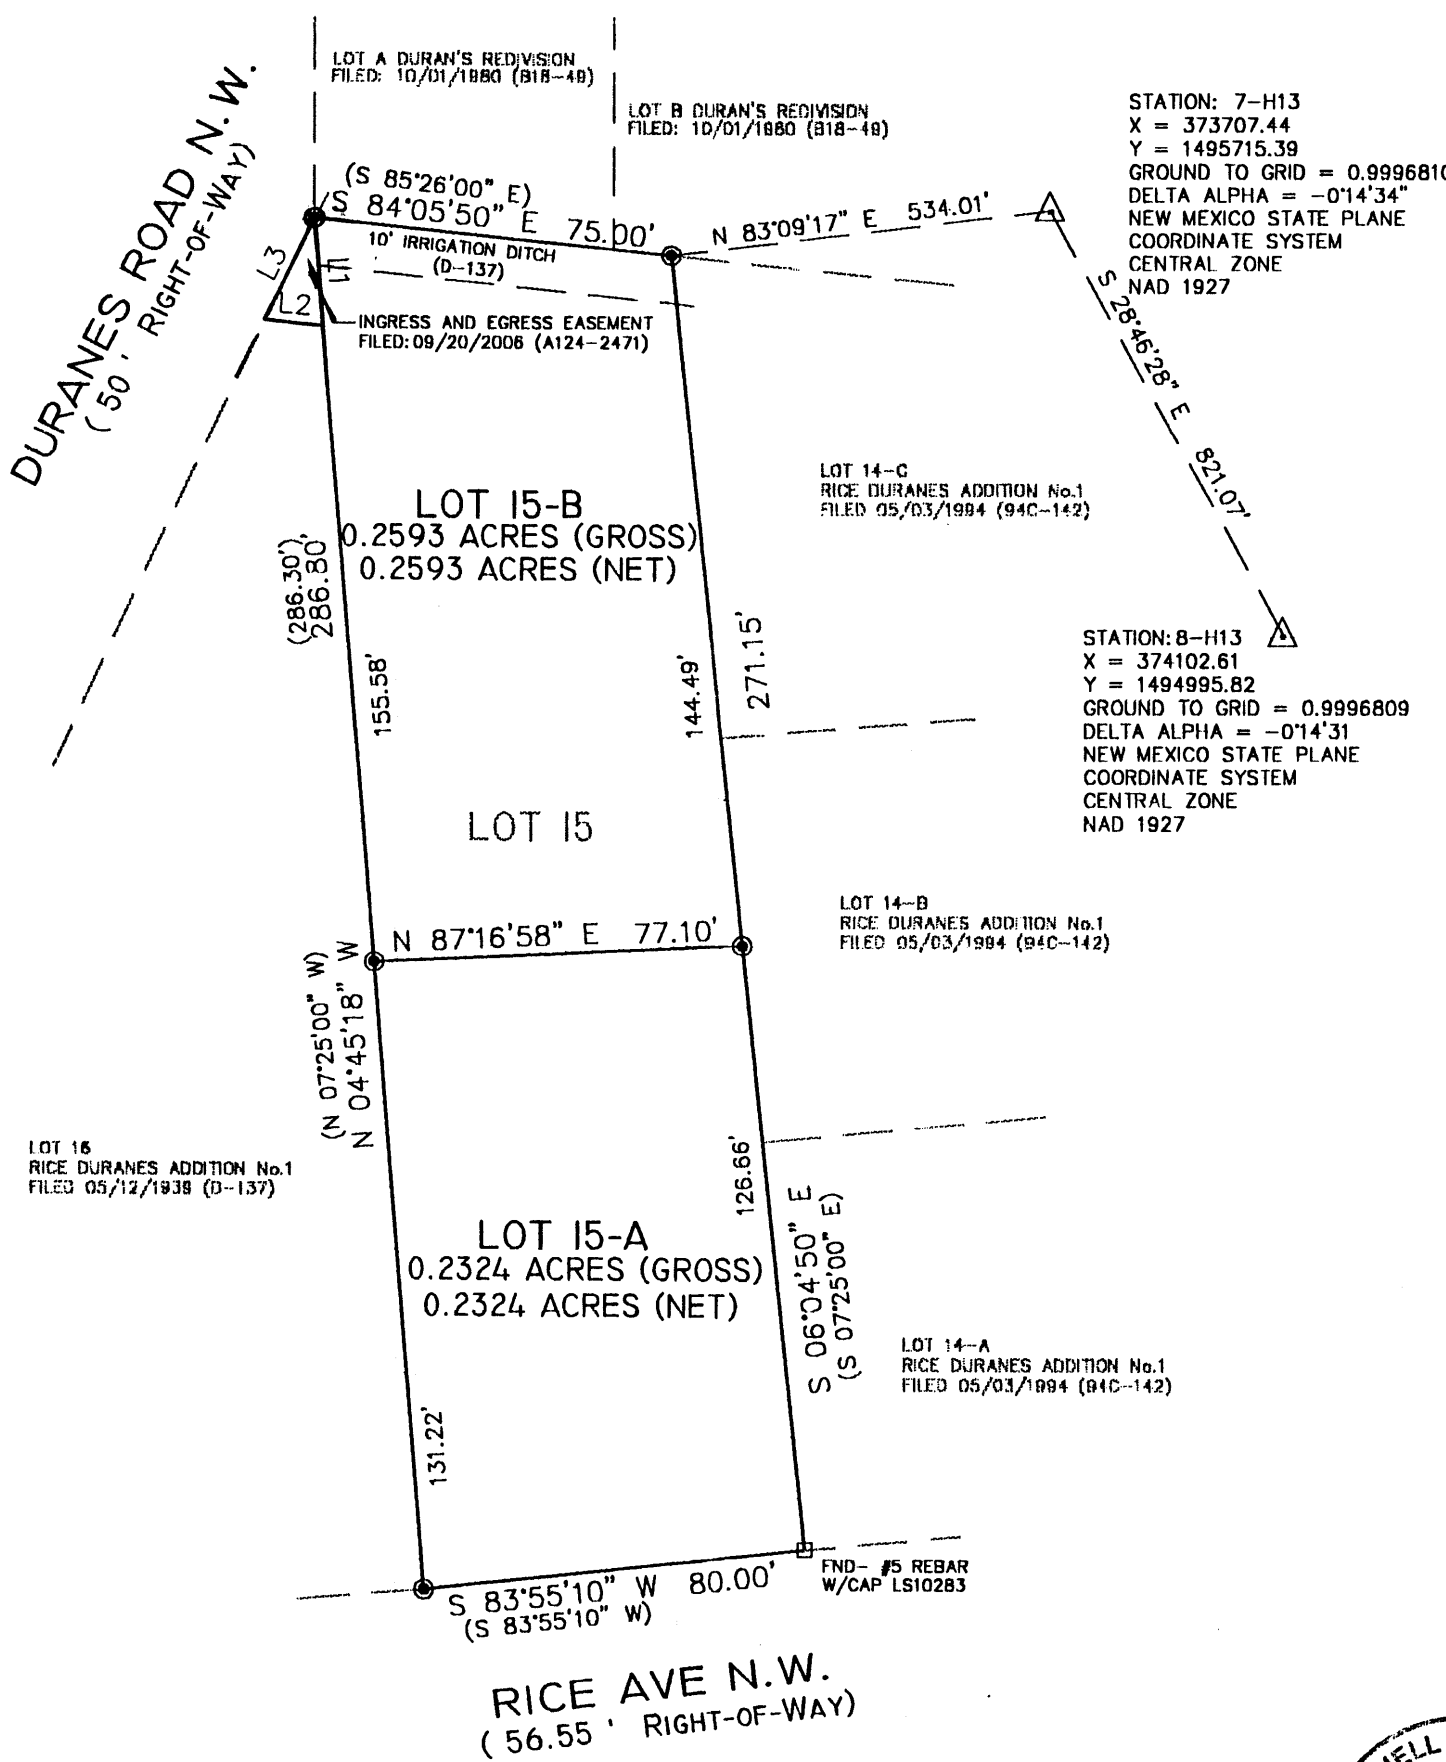 LOT A DURAN'S REDIVISION
FILED: 10/01/1980 (B18-49)
LOT B DURAN'S REDIVISION
FILED: 10/01/1980 (B18-49)
STATION: 7-H13
X = 373707.44
Y = 1495715.39
GROUND TO GRID = 0.9996810
DELTA ALPHA = -0°14'34"
NEW MEXICO STATE PLANE
COORDINATE SYSTEM
CENTRAL ZONE
NAD 1927
DURANES ROAD N.W.
( 50 ' RIGHT-OF-WAY)
(S 85°26'00" E)
S 84°05'50" E 75.00'
10' IRRIGATION DITCH
(D-137)
N 83°09'17" E 534.01'
S 28°46'28" E 821.07'
L3
L2
L1
INGRESS AND EGRESS EASEMENT
FILED: 09/20/2006 (A124-2471)
LOT 14-C
RICE DURANES ADDITION No.1
FILED 05/03/1994 (94C-142)
LOT 15-B
0.2593 ACRES (GROSS)
0.2593 ACRES (NET)
(286.30')
286.80'
155.58'
144.49'
271.15'
STATION: 8-H13
X = 374102.61
Y = 1494995.82
GROUND TO GRID = 0.9996809
DELTA ALPHA = -0°14'31
NEW MEXICO STATE PLANE
COORDINATE SYSTEM
CENTRAL ZONE
NAD 1927
LOT 15
LOT 14-B
RICE DURANES ADDITION No.1
FILED 05/03/1994 (94C-142)
N 87°16'58" E 77.10'
(N 07°25'00" W)
N 04°45'18" W
LOT 16
RICE DURANES ADDITION No.1
FILED 05/12/1939 (D-137)
126.66'
S 06°04'50" E
(S 07°25'00" E)
LOT 15-A
0.2324 ACRES (GROSS)
0.2324 ACRES (NET)
LOT 14-A
RICE DURANES ADDITION No.1
FILED 05/03/1994 (94C-142)
131.22'
FND- #5 REBAR
W/CAP LS10283
S 83°55'10" W 80.00'
(S 83°55'10" W)
RICE AVE N.W.
( 56.55 ' RIGHT-OF-WAY)